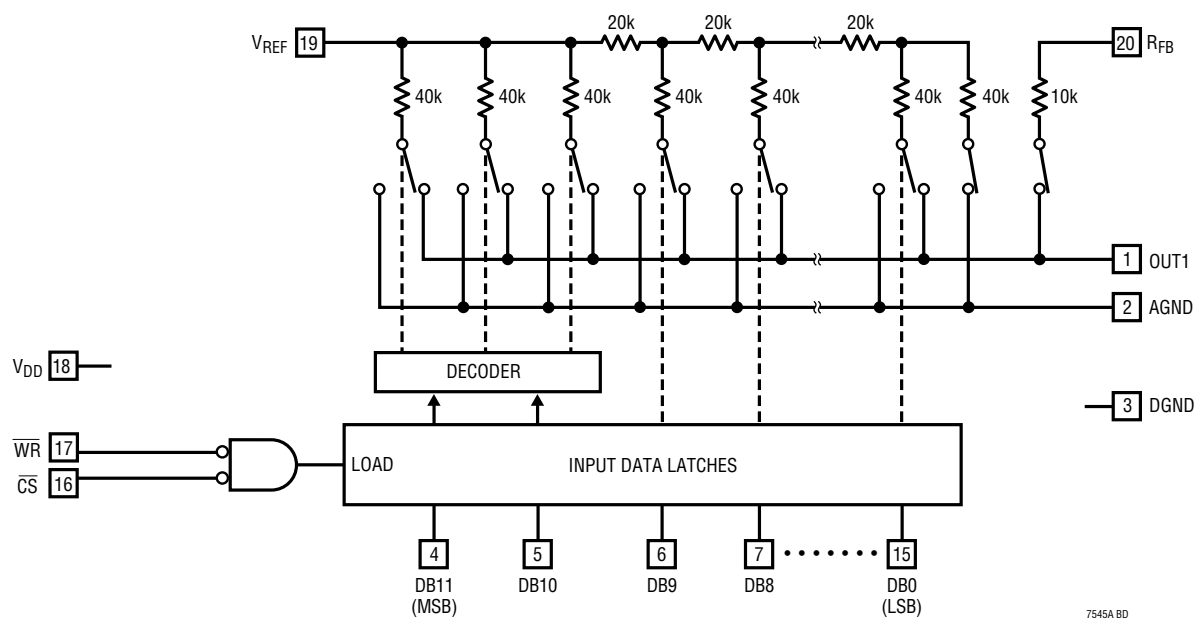 20k 20k 20k
VREF 19 20 RFB
40k 40k 40k 40k 40k 40k 40k 10k
1 OUT1
2 AGND
VDD 18 DECODER
3 DGND
WR 17
LOAD INPUT DATA LATCHES
CS 16
4 5 6 7 15
DB11 DB10 DB9 DB8 DB0
(MSB) (LSB)
7545A BD